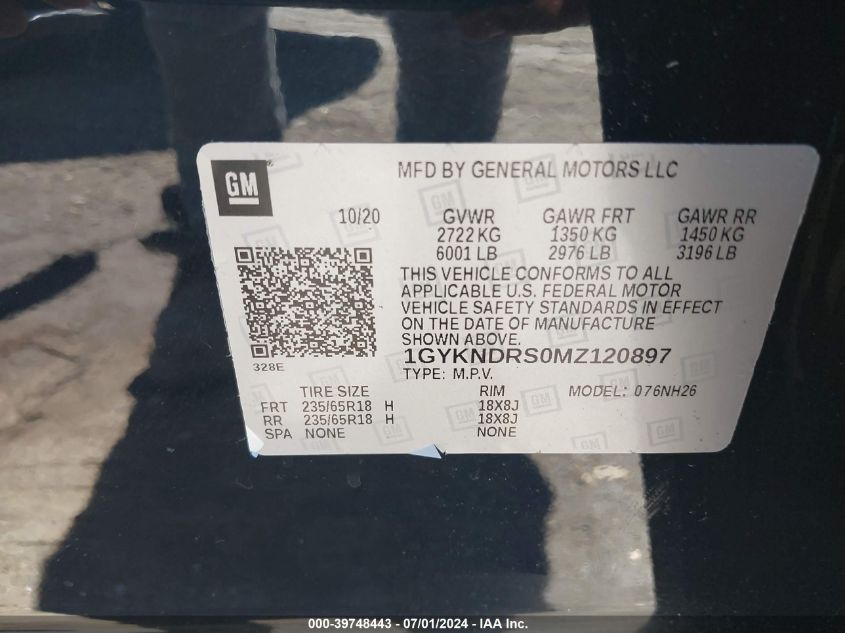 GM
MFD BY GENERAL MOTORS LLC
10/20 GVWR GAWR FRT GAWR RR
2722 KG 1350 KG 1450 KG
6001 LB 2976 LB 3196 LB
THIS VEHICLE CONFORMS TO ALL
APPLICABLE U.S. FEDERAL MOTOR
VEHICLE SAFETY STANDARDS IN EFFECT
ON THE DATE OF MANUFACTURE
SHOWN ABOVE.
1GYKNDRS0MZ120897
328E
TYPE: M.P.V.
TIRE SIZE RIM MODEL: 076NH26
FRT 235/65R18 H 18X8J
RR 235/65R18 H 18X8J
SPA NONE NONE
000-39748443 - 07/01/2024 - IAA Inc.